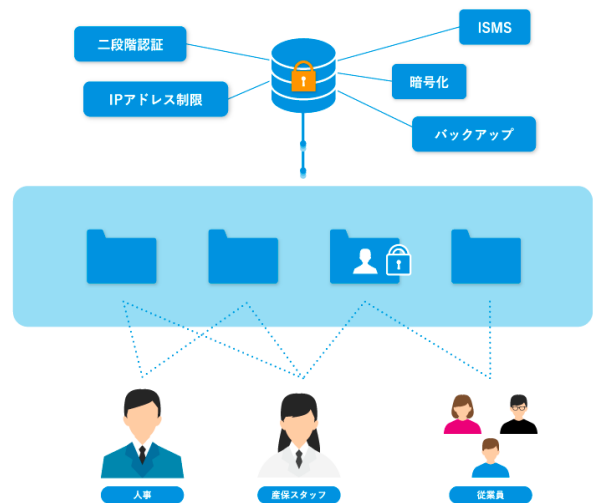 ISMS
二段階認証
暗号化
IPアドレス制限
バックアップ
人事
産保スタッフ
従業員